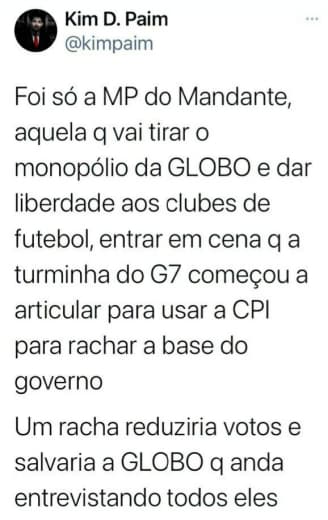 Kim D. Paim
@kimpaim
Foi só a MP do Mandante,
aquela q vai tirar o
monopólio da GLOBO e dar
liberdade aos clubes de
futebol, entrar em cena q a
turminha do G7 começou a
articular para usar a CPI
para rachar a base do
governo
Um racha reduziria votos e
salvaria a GLOBO q anda
entrevistando todos eles